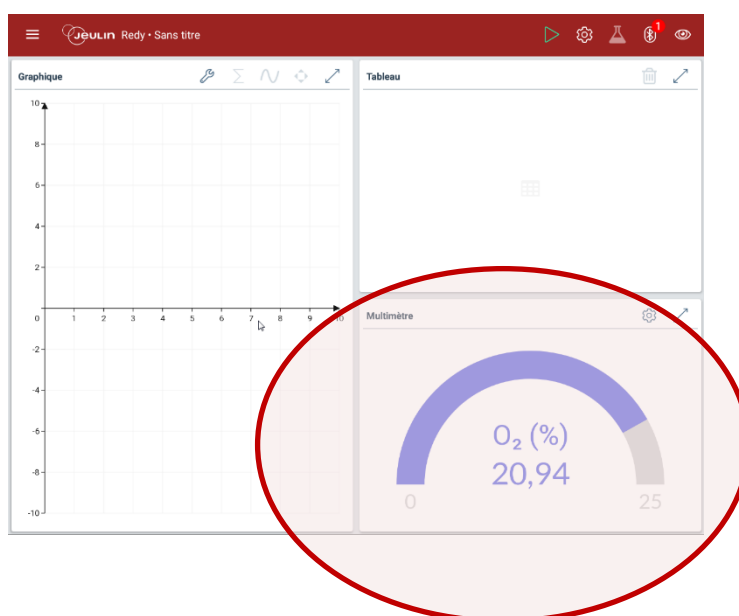 Jeulin Redy • Sans titre
1
Graphique
10
8
6
4
2
0 1 2 3 4 5 6 7 8 9 10
-2
-4
-6
-8
-10
Tableau
Multimètre
O₂ (%)
20,94
0 25